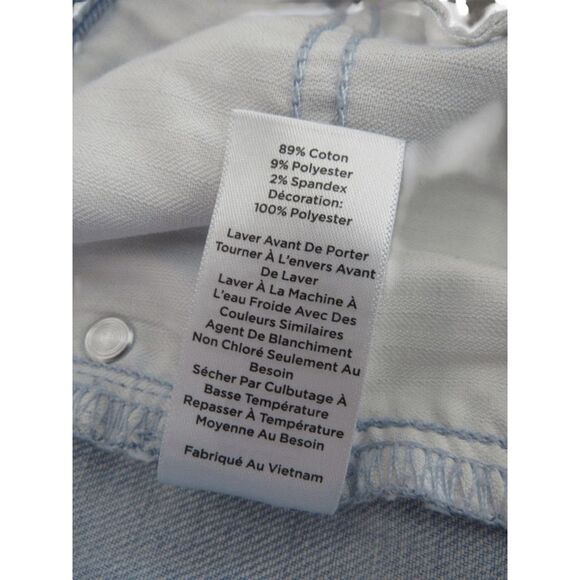 89% Coton
9% Polyester
2% Spandex
Décoration:
100% Polyester
Laver Avant De Porter
Tourner À L'envers Avant
De Laver
Laver À La Machine À
L'eau Froide Avec Des
Couleurs Similaires
Agent De Blanchiment
Non Chloré Seulement Au
Besoin
Sécher Par Culbutage À
Basse Température
Repasser À Température
Moyenne Au Besoin
Fabriqué Au Vietnam